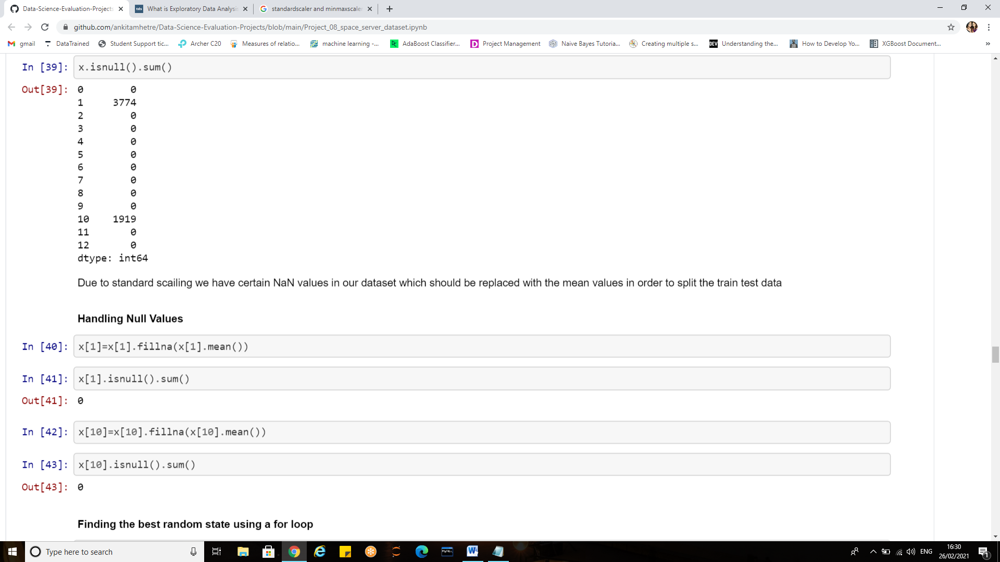 Data-Science-Evaluation-Projects
What is Exploratory Data Analysis
standardscaler and minmaxscaler
github.com/ankitamhetre/Data-Science-Evaluation-Projects/blob/main/Project_08_space_server_dataset.ipynb
gmail
DataTrained
Student Support tic...
Archer C20
Measures of relatio...
machine learning -...
AdaBoost Classifier...
Project Management
Naive Bayes Tutoria...
Creating multiple s...
DEV Understanding the...
How to Develop Yo...
XGBoost Document...
»
In [39]: x.isnull().sum()
Out[39]: 0 0
1 3774
2 0
3 0
4 0
5 0
6 0
7 0
8 0
9 0
10 1919
11 0
12 0
dtype: int64
Due to standard scailing we have certain NaN values in our dataset which should be replaced with the mean values in order to split the train test data
Handling Null Values
In [40]: x[1]=x[1].fillna(x[1].mean())
In [41]: x[1].isnull().sum()
Out[41]: 0
In [42]: x[10]=x[10].fillna(x[10].mean())
In [43]: x[10].isnull().sum()
Out[43]: 0
Finding the best random state using a for loop
Type here to search
ENG
16:30
26/02/2021
1